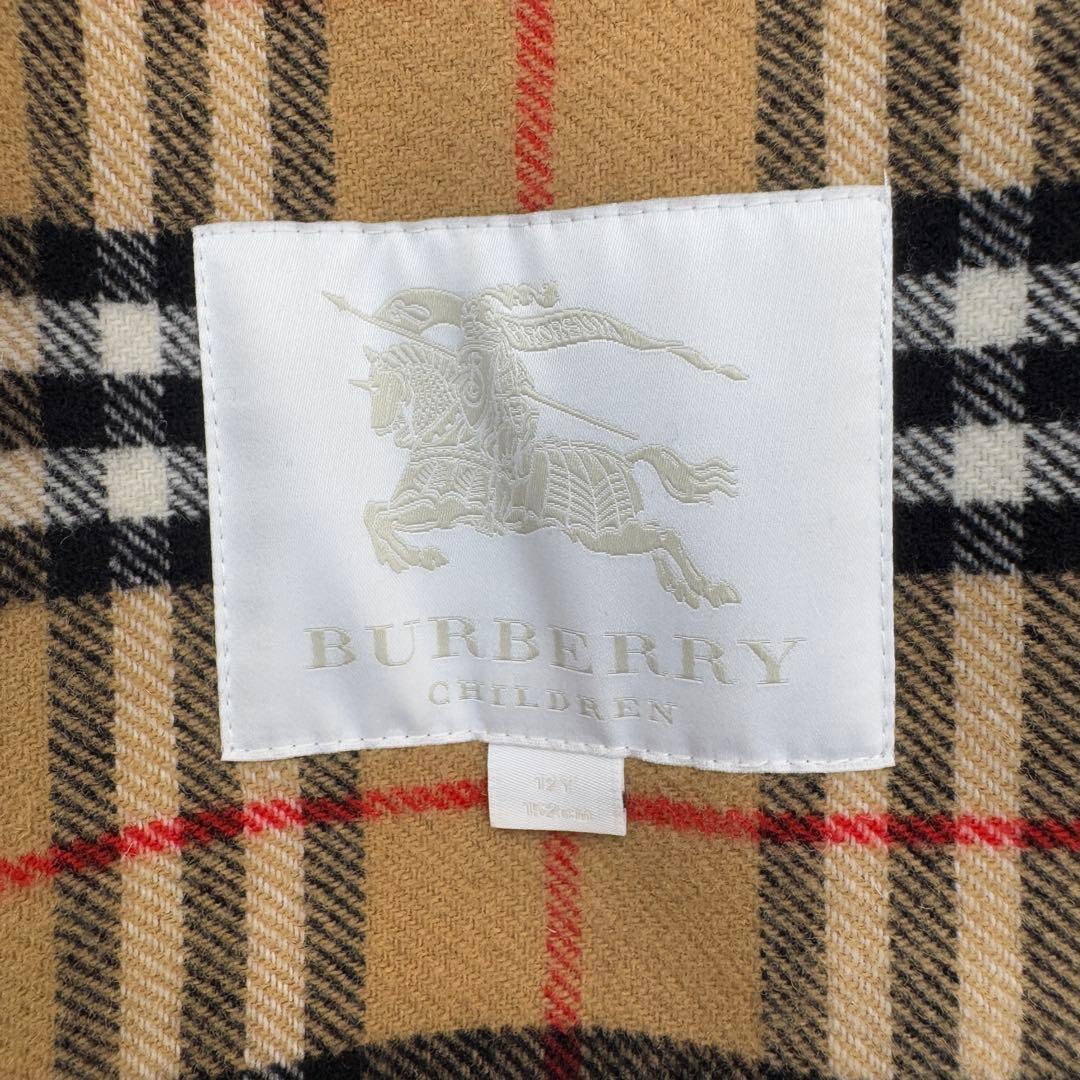 PRORSUM
BURBERRY
CHILDREN
12Y
152cm